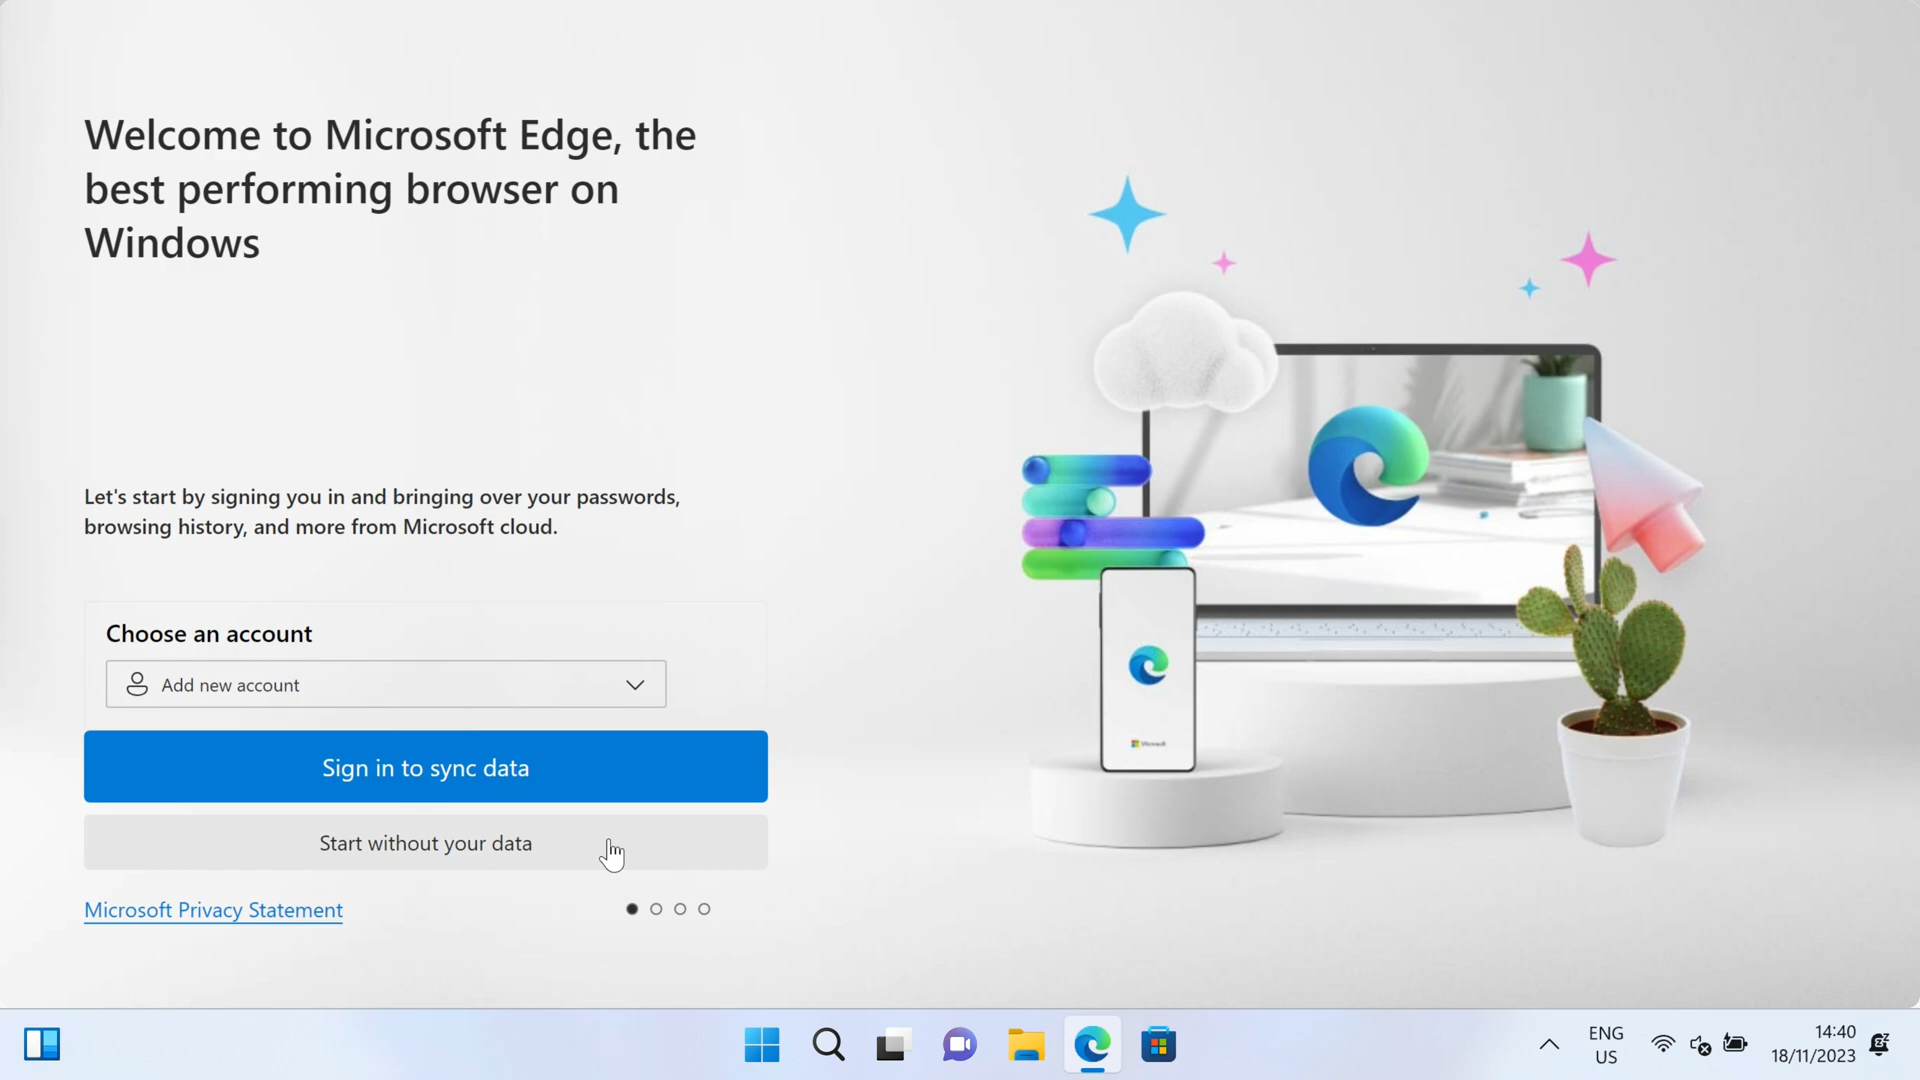 Welcome to Microsoft Edge, the
best performing browser on
Windows
Let's start by signing you in and bringing over your passwords,
browsing history, and more from Microsoft cloud.
Choose an account
Add new account
Sign in to sync data
Start without your data
Microsoft Privacy Statement
Microsoft
ENG
US
14:40
18/11/2023